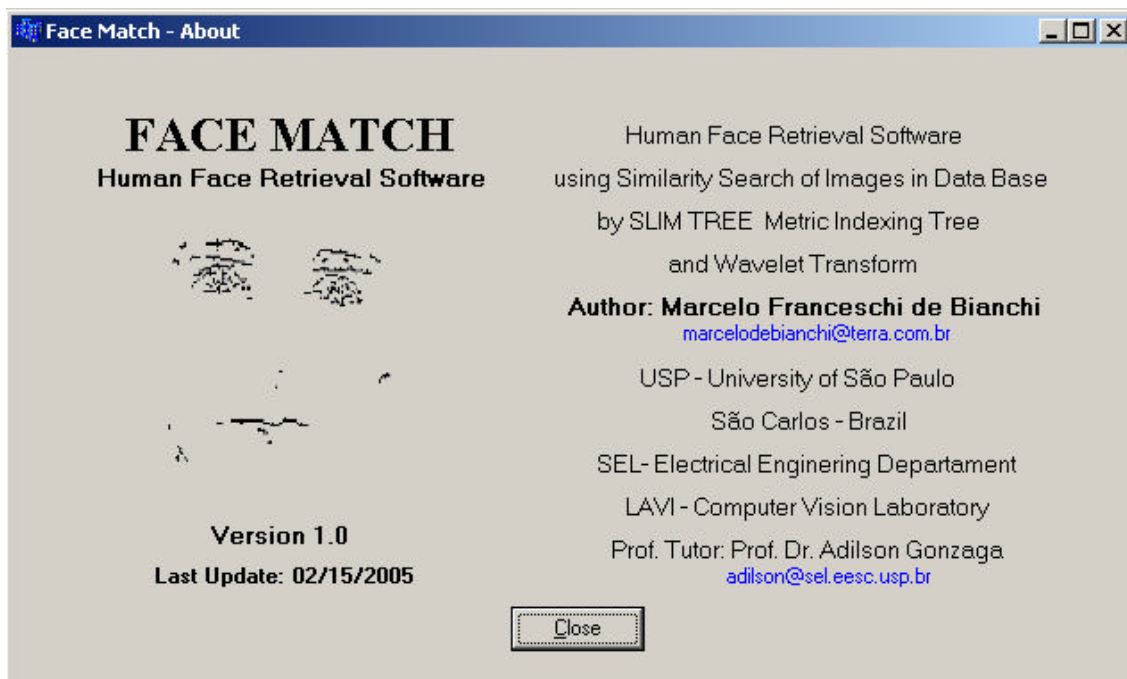 Face Match - About
FACE MATCH
Human Face Retrieval Software
Version 1.0
Last Update: 02/15/2005
Human Face Retrieval Software
using Similarity Search of Images in Data Base
by SLIM TREE Metric Indexing Tree
and Wavelet Transform
Author: Marcelo Franceschi de Bianchi
marcelodebianchi@terra.com.br
USP - University of São Paulo
São Carlos - Brazil
SEL- Electrical Enginering Departament
LAVI - Computer Vision Laboratory
Prof. Tutor: Prof. Dr. Adilson Gonzaga
adilson@sel.eesc.usp.br
Close